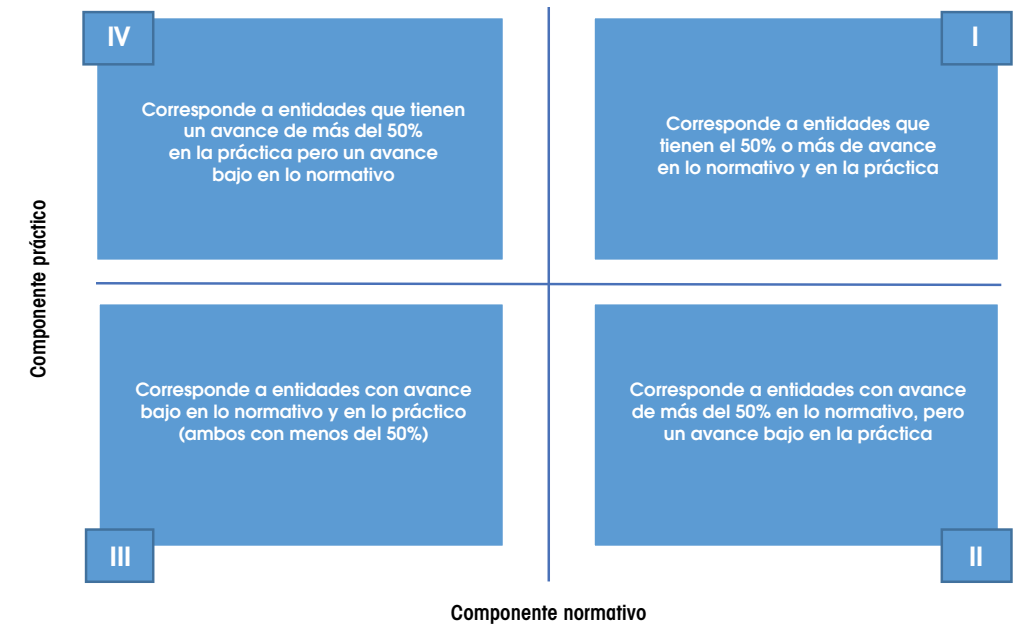 IV
Corresponde a entidades que tienen
un avance de más del 50%
en la práctica pero un avance
bajo en lo normativo
I
Corresponde a entidades que
tienen el 50% o más de avance
en lo normativo y en la práctica
Componente práctico
Corresponde a entidades con avance
bajo en lo normativo y en lo práctico
(ambos con menos del 50%)
III
Corresponde a entidades con avance
de más del 50% en lo normativo, pero
un avance bajo en la práctica
II
Componente normativo